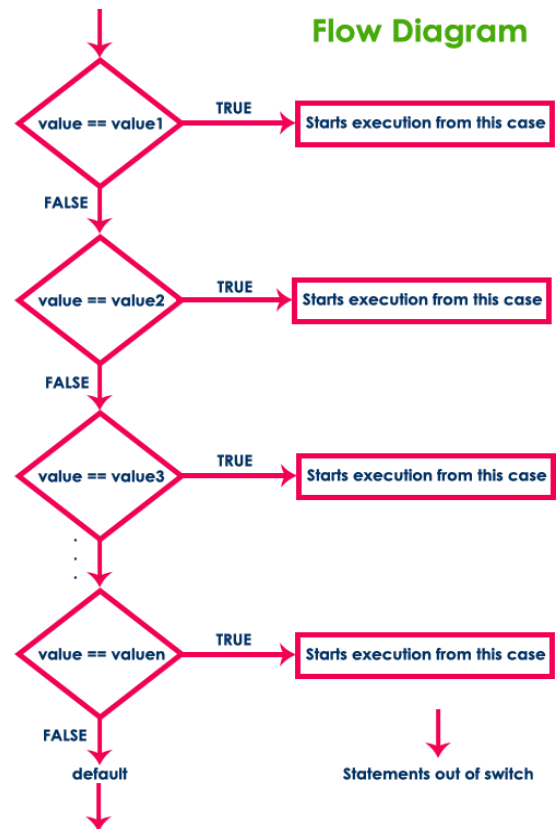 Flow Diagram
value == value1
TRUE
Starts execution from this case
FALSE
value == value2
TRUE
Starts execution from this case
FALSE
value == value3
TRUE
Starts execution from this case
.
.
.
value == valuen
TRUE
Starts execution from this case
FALSE
default
Statements out of switch